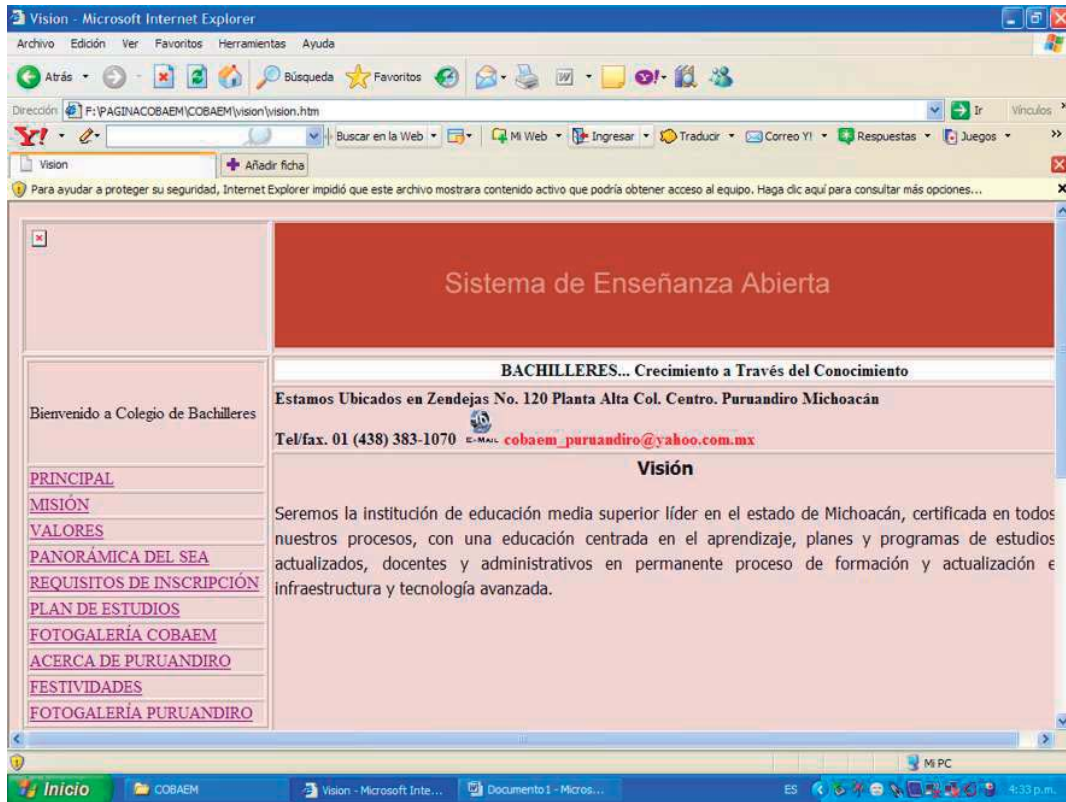 Vision - Microsoft Internet Explorer
Archivo Edición Ver Favoritos Herramientas Ayuda
Atrás Búsqueda Favoritos
Dirección F:\PAGINACOBAEM\COBAEM\vision\vision.htm Ir Vínculos »
Y! Buscar en la Web Mi Web Ingresar Traducir Correo Y! Respuestas Juegos »
Vision Añadir ficha
Para ayudar a proteger su seguridad, Internet Explorer impidió que este archivo mostrara contenido activo que podría obtener acceso al equipo. Haga clic aquí para consultar más opciones...
Sistema de Enseñanza Abierta
BACHILLERES... Crecimiento a Través del Conocimiento
Bienvenido a Colegio de Bachilleres
Estamos Ubicados en Zendejas No. 120 Planta Alta Col. Centro. Puruandiro Michoacán
Tel/fax. 01 (438) 383-1070 E-MAIL cobaem_puruandiro@yahoo.com.mx
PRINCIPAL
MISIÓN
VALORES
PANORÁMICA DEL SEA
REQUISITOS DE INSCRIPCIÓN
PLAN DE ESTUDIOS
FOTOGALERÍA COBAEM
ACERCA DE PURUANDIRO
FESTIVIDADES
FOTOGALERÍA PURUANDIRO
Visión
Seremos la institución de educación media superior líder en el estado de Michoacán, certificada en todos
nuestros procesos, con una educación centrada en el aprendizaje, planes y programas de estudios
actualizados, docentes y administrativos en permanente proceso de formación y actualización e
infraestructura y tecnología avanzada.
Mi PC
Inicio COBAEM Vision - Microsoft Inte... Documento1 - Micros... ES 4:33 p.m.